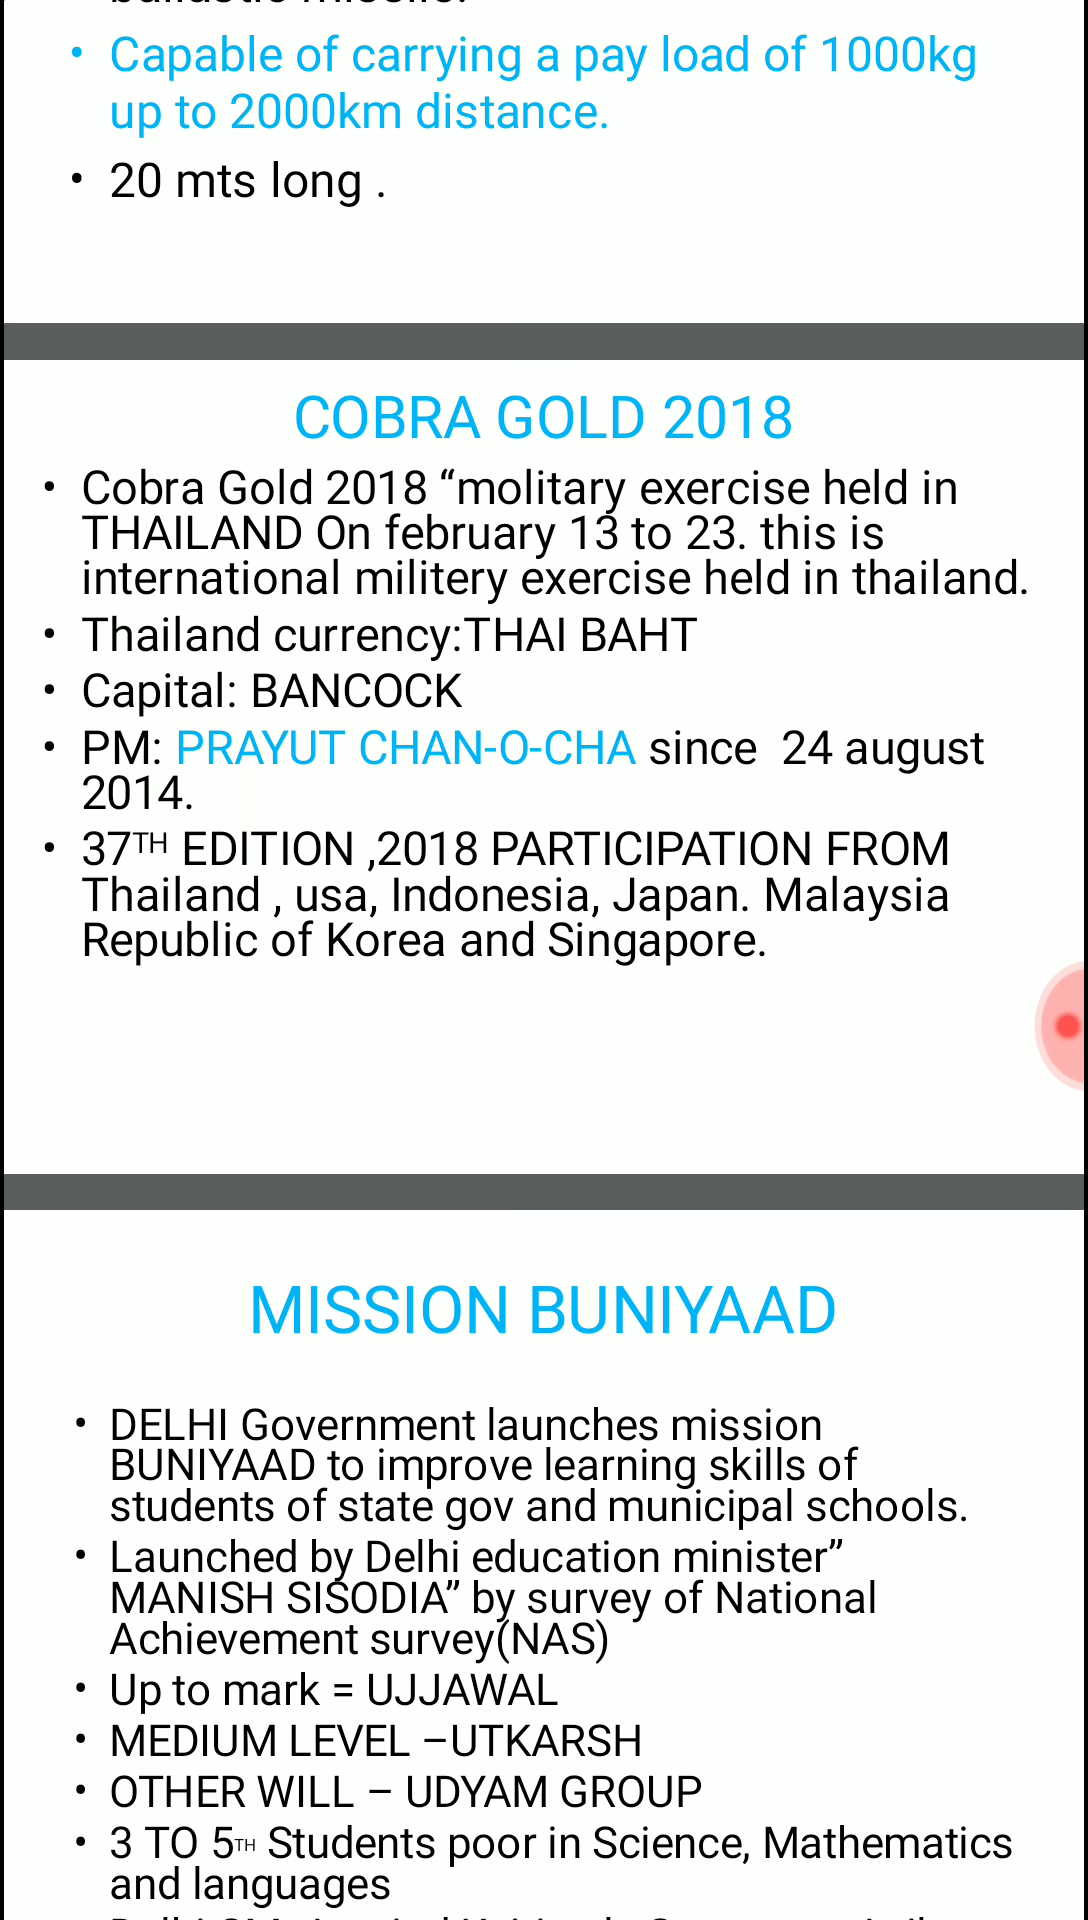 ballastic missile.
• Capable of carrying a pay load of 1000kg
up to 2000km distance.
• 20 mts long .
COBRA GOLD 2018
• Cobra Gold 2018 “molitary exercise held in
THAILAND On february 13 to 23. this is
international militery exercise held in thailand.
• Thailand currency:THAI BAHT
• Capital: BANCOCK
• PM: PRAYUT CHAN-O-CHA since 24 august
2014.
• 37TH EDITION ,2018 PARTICIPATION FROM
Thailand , usa, Indonesia, Japan. Malaysia
Republic of Korea and Singapore.
MISSION BUNIYAAD
• DELHI Government launches mission
BUNIYAAD to improve learning skills of
students of state gov and municipal schools.
• Launched by Delhi education minister”
MANISH SISODIA” by survey of National
Achievement survey(NAS)
• Up to mark = UJJAWAL
• MEDIUM LEVEL –UTKARSH
• OTHER WILL – UDYAM GROUP
• 3 TO 5TH Students poor in Science, Mathematics
and languages